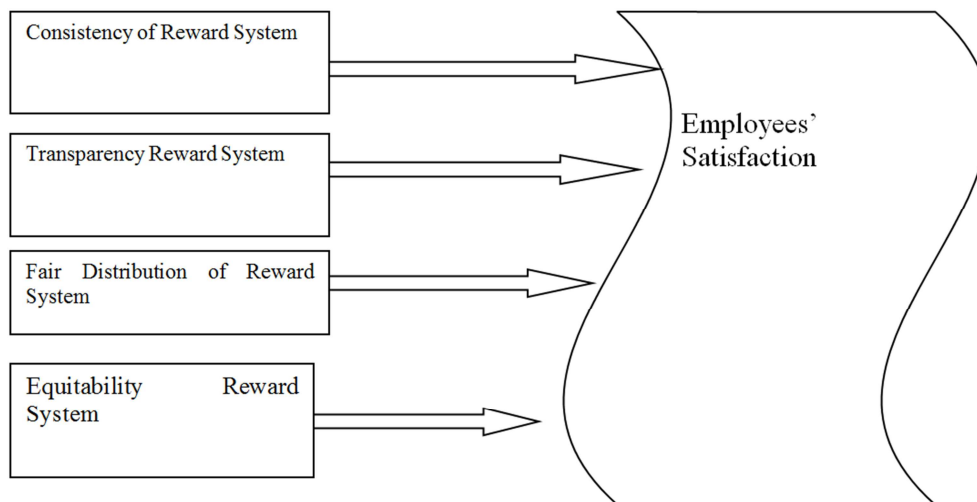 Consistency of Reward System
Transparency Reward System
Fair Distribution of Reward
System
Equitability Reward
System
Employees’
Satisfaction